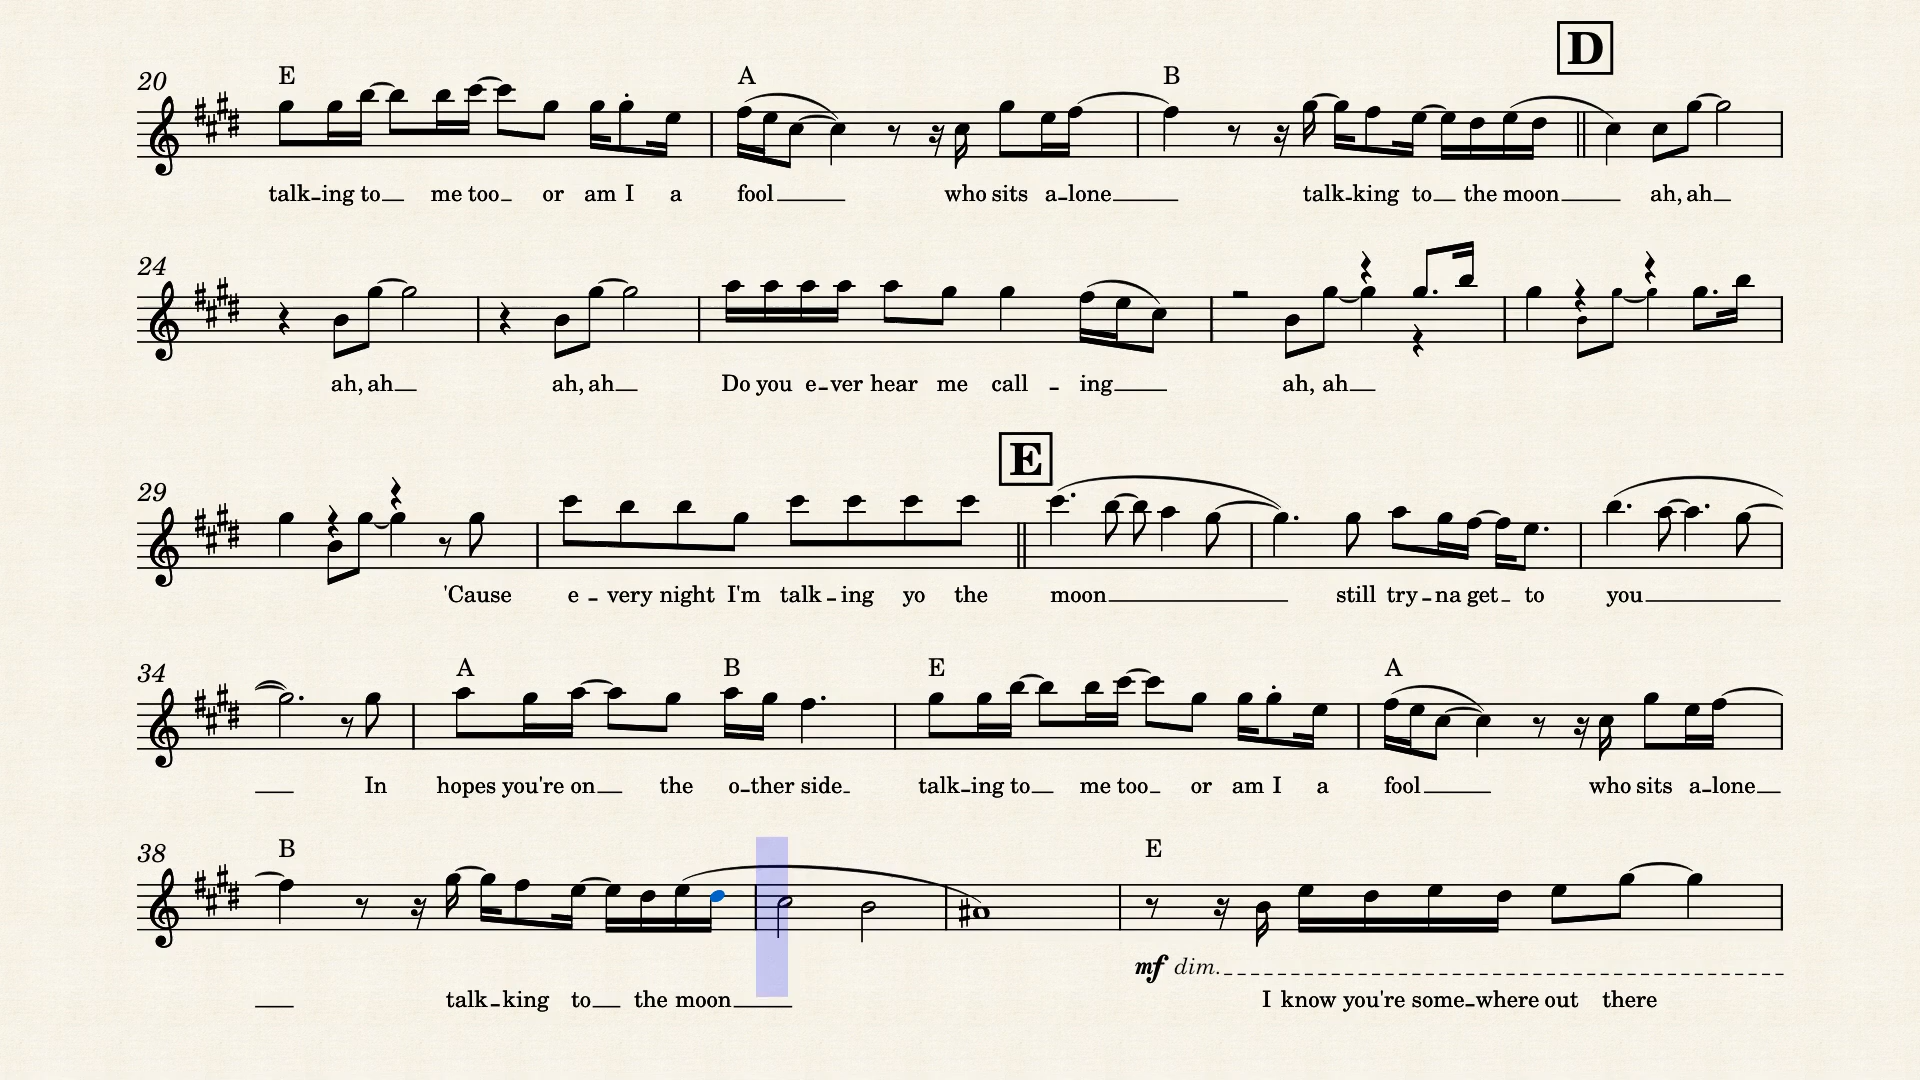 D
20 E A B
talk-ing to me too or am I a fool who sits a-lone talk-king to the moon ah, ah
24
ah, ah ah, ah Do you e-ver hear me call - ing ah, ah
E
29
'Cause e - very night I'm talk - ing yo the moon still try - na get to you
34 A B E A
In hopes you're on the o-ther side talk-ing to me too or am I a fool who sits a-lone
38 B E
mf dim.
talk-king to the moon I know you're some-where out there